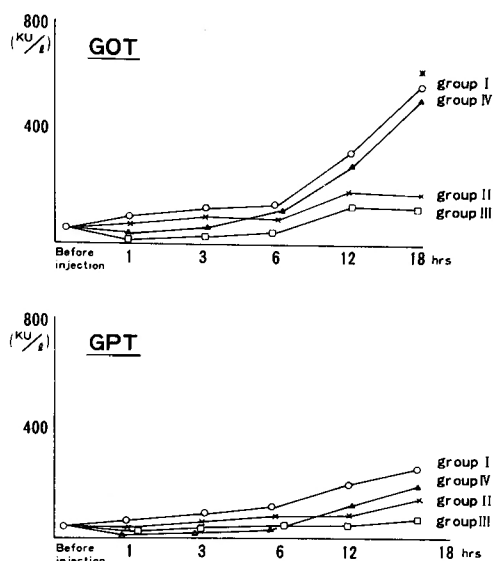 800
(KU/ℓ)
GOT
400
*
group I
group IV
group II
group III
Before injection 1 3 6 12 18 hrs
800
(KU/ℓ)
GPT
400
group I
group IV
group II
group III
Before injection 1 3 6 12 18 hrs